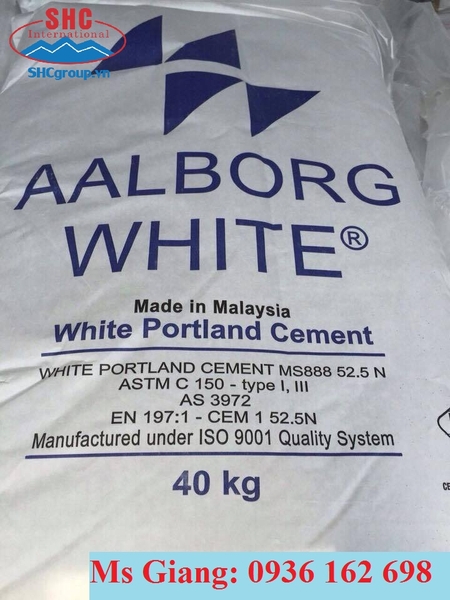 SHC
International
SHCgroup.vn
AALBORG
WHITE®
Made in Malaysia
White Portland Cement
WHITE PORTLAND CEMENT MS888 52.5 N
ASTM C 150 - type I, III
AS 3972
EN 197:1 - CEM 1 52.5N
Manufactured under ISO 9001 Quality System
40 kg
CE
Ms Giang: 0936 162 698